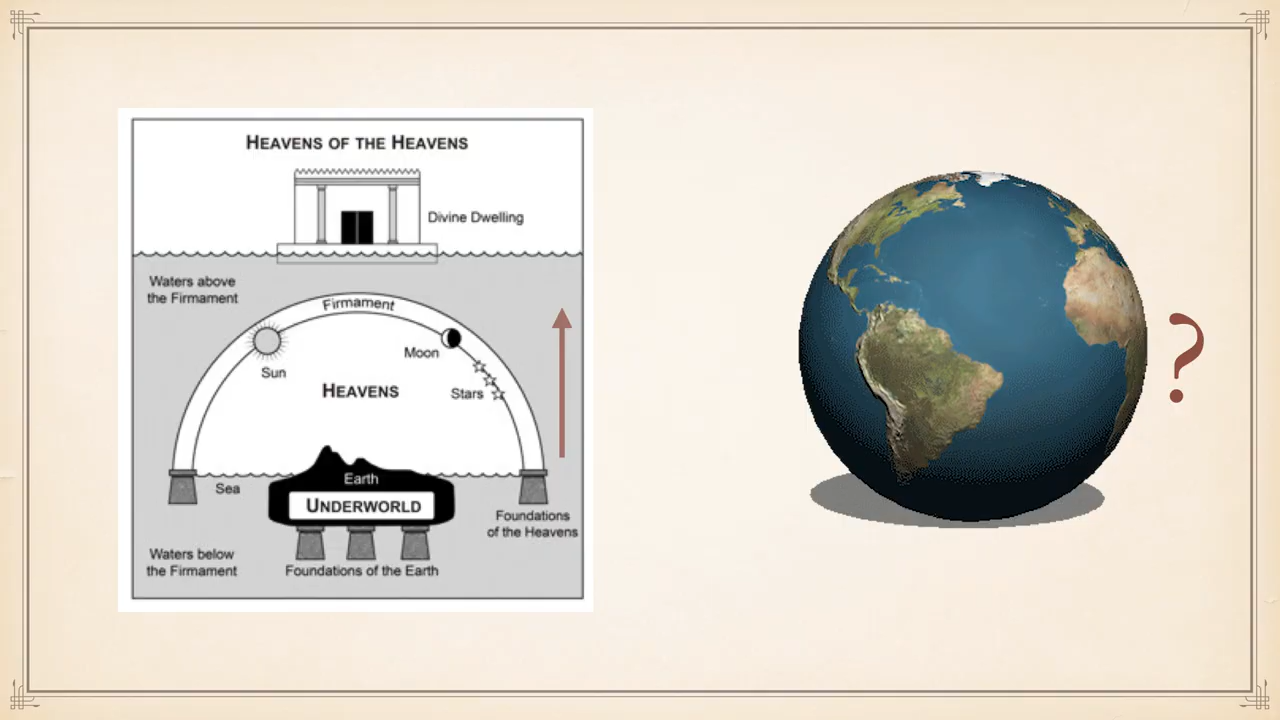 HEAVENS OF THE HEAVENS
Divine Dwelling
Waters above
the Firmament
Firmament
Sun
Moon
Stars
HEAVENS
Sea
Earth
UNDERWORLD
Foundations
of the Heavens
Waters below
the Firmament
Foundations of the Earth
?